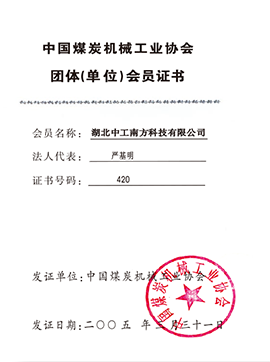 中国煤炭机械工业协会
团体(单位)会员证书
会员名称: 湖北中工南方科技有限公司
法人代表: 严基明
证书号码: 420
发证单位:中国煤炭机械工业协会
发证日期:二〇〇五年三月三十一日
中国煤炭机械工业协会